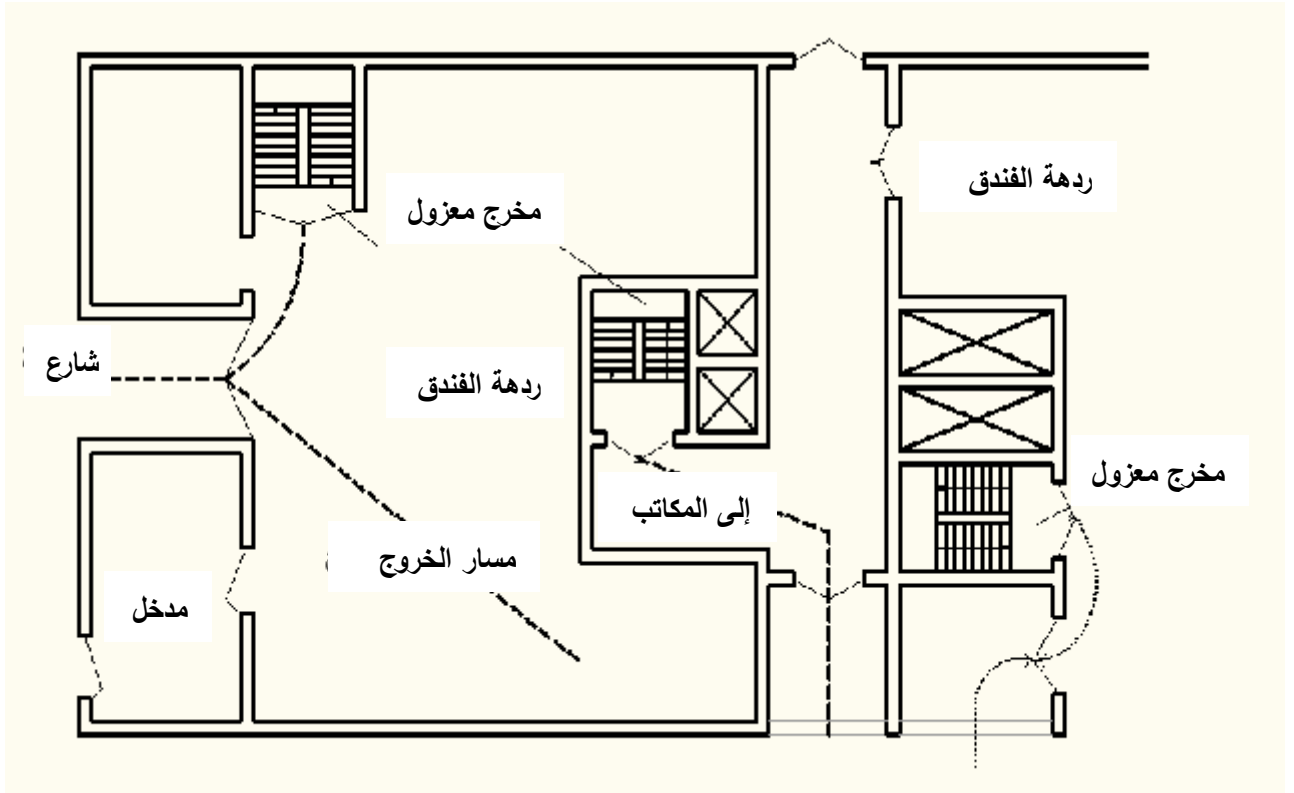 ردهة الفندق
مخرج معزول
شارع
ردهة الفندق
مخرج معزول
إلى المكاتب
مسار الخروج
مدخل